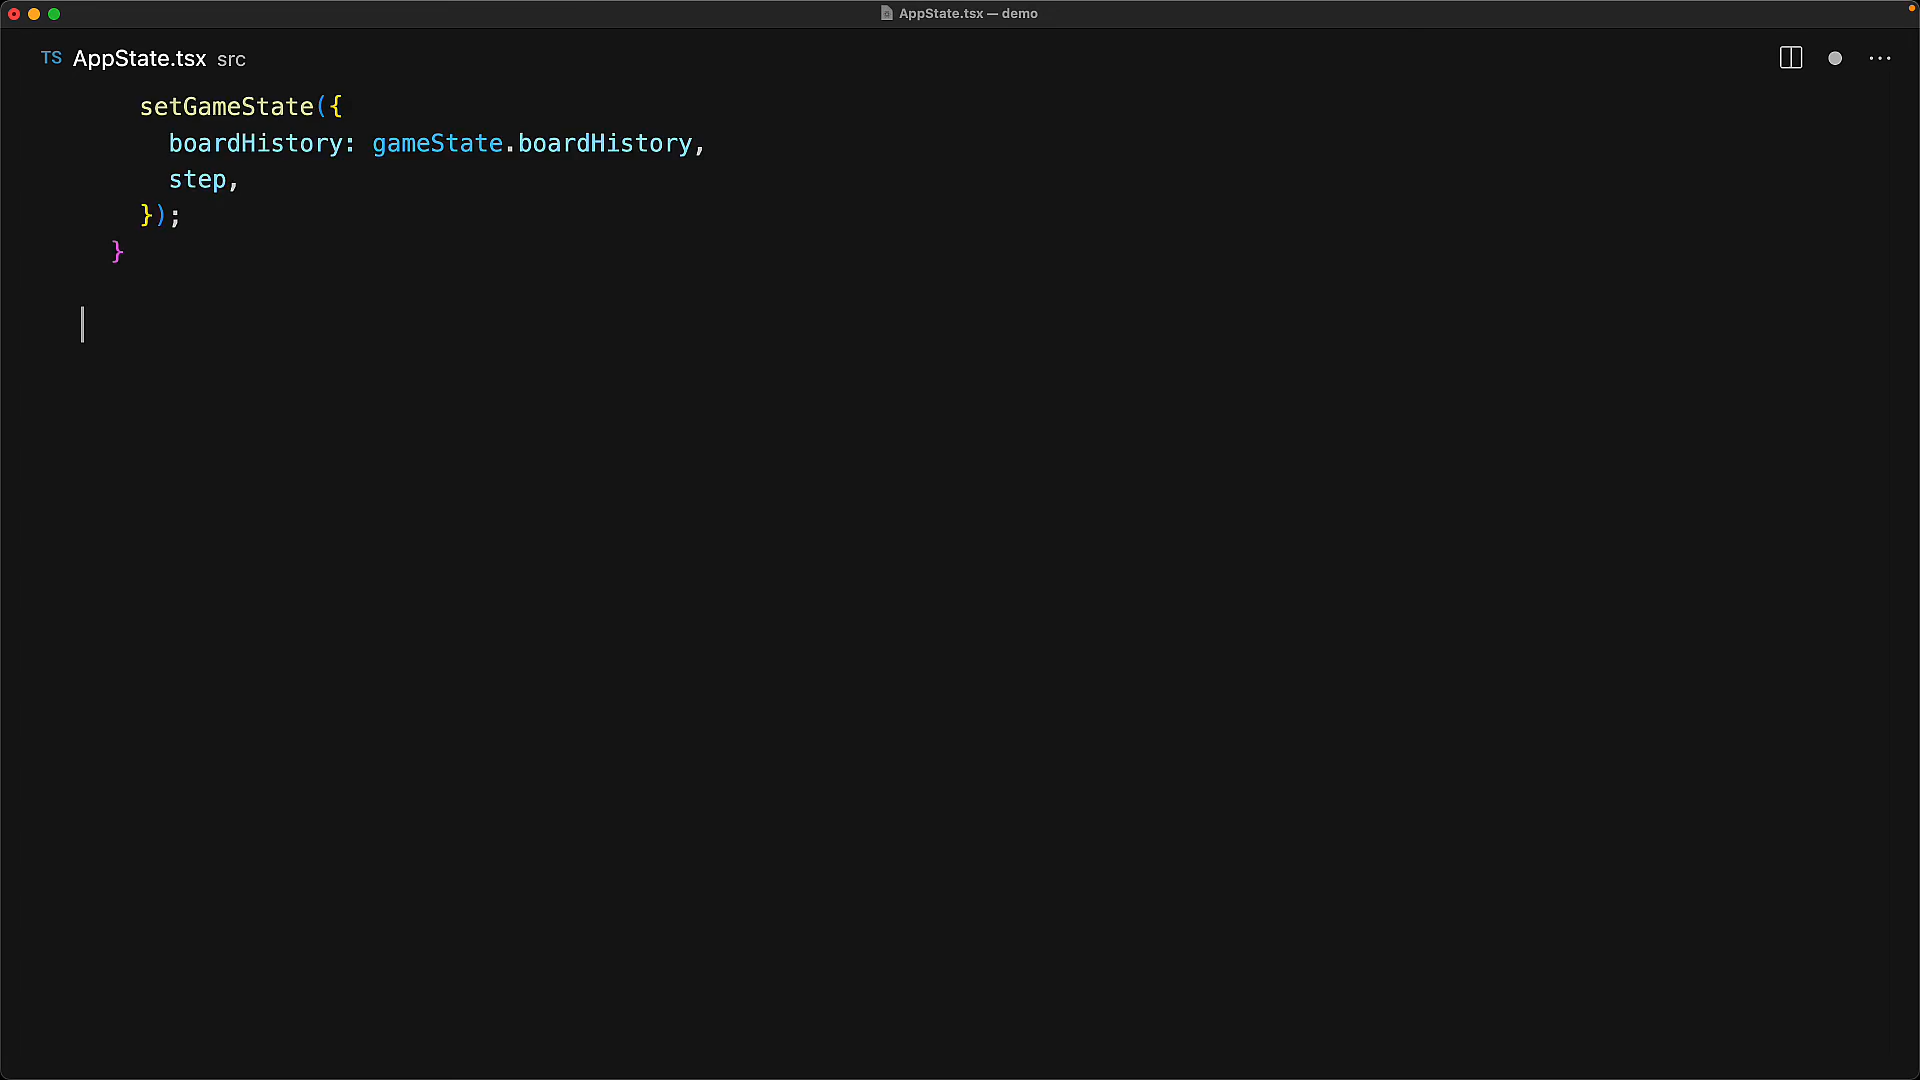 AppState.tsx — demo
TS AppState.tsx src
setGameState({
boardHistory: gameState.boardHistory,
step,
});
}